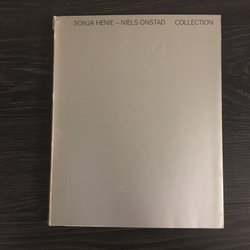 SONJA HENIE – NIELS ONSTAD COLLECTION